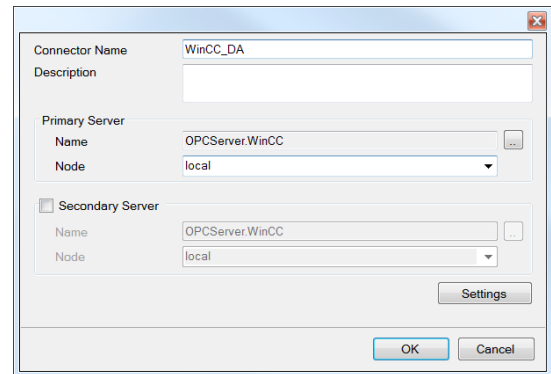 Connector Name WinCC_DA
Description
Primary Server
Name OPCServer.WinCC ..
Node local
Secondary Server
Name OPCServer.WinCC ..
Node local
Settings
OK Cancel